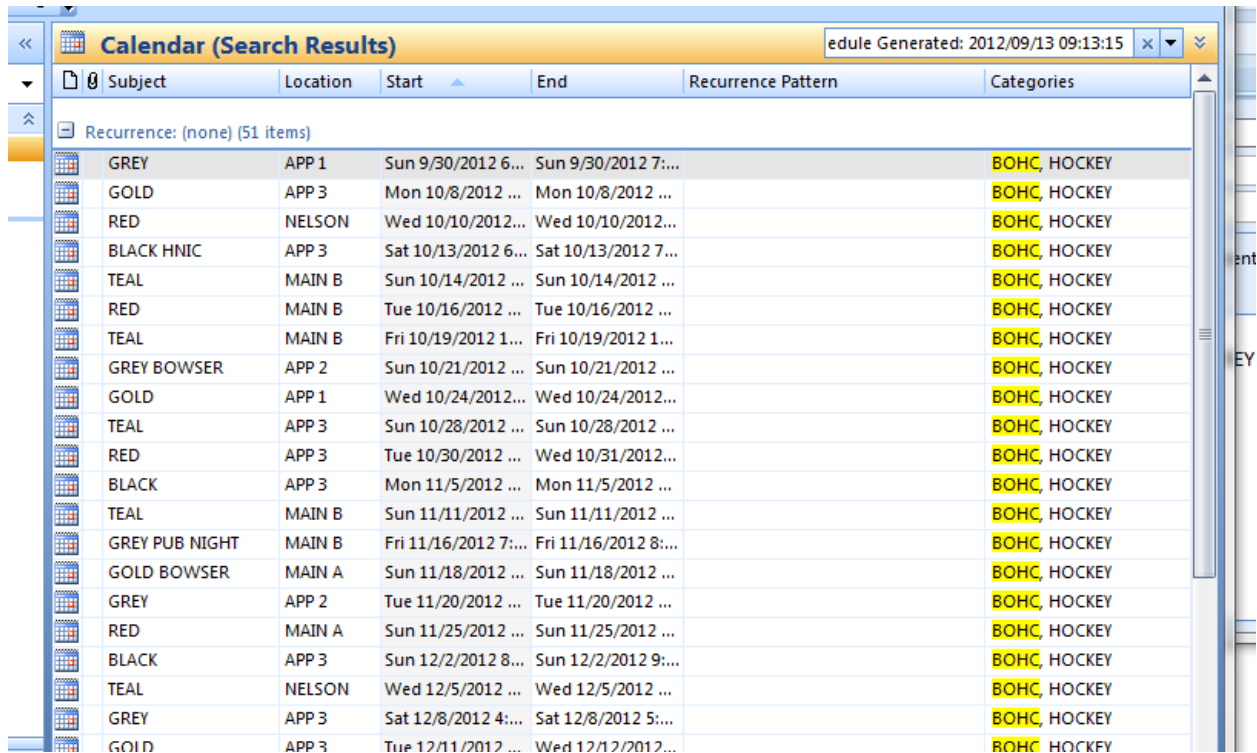 Calendar (Search Results) edule Generated: 2012/09/13 09:13:15
Subject Location Start End Recurrence Pattern Categories
Recurrence: (none) (51 items)
GREY APP 1 Sun 9/30/2012 6... Sun 9/30/2012 7:... BOHC, HOCKEY
GOLD APP 3 Mon 10/8/2012 ... Mon 10/8/2012 ... BOHC, HOCKEY
RED NELSON Wed 10/10/2012... Wed 10/10/2012... BOHC, HOCKEY
BLACK HNIC APP 3 Sat 10/13/2012 6... Sat 10/13/2012 7... BOHC, HOCKEY
TEAL MAIN B Sun 10/14/2012 ... Sun 10/14/2012 ... BOHC, HOCKEY
RED MAIN B Tue 10/16/2012 ... Tue 10/16/2012 ... BOHC, HOCKEY
TEAL MAIN B Fri 10/19/2012 1... Fri 10/19/2012 1... BOHC, HOCKEY
GREY BOWSER APP 2 Sun 10/21/2012 ... Sun 10/21/2012 ... BOHC, HOCKEY
GOLD APP 1 Wed 10/24/2012... Wed 10/24/2012... BOHC, HOCKEY
TEAL APP 3 Sun 10/28/2012 ... Sun 10/28/2012 ... BOHC, HOCKEY
RED APP 3 Tue 10/30/2012 ... Wed 10/31/2012... BOHC, HOCKEY
BLACK APP 3 Mon 11/5/2012 ... Mon 11/5/2012 ... BOHC, HOCKEY
TEAL MAIN B Sun 11/11/2012 ... Sun 11/11/2012 ... BOHC, HOCKEY
GREY PUB NIGHT MAIN B Fri 11/16/2012 7:... Fri 11/16/2012 8:... BOHC, HOCKEY
GOLD BOWSER MAIN A Sun 11/18/2012 ... Sun 11/18/2012 ... BOHC, HOCKEY
GREY APP 2 Tue 11/20/2012 ... Tue 11/20/2012 ... BOHC, HOCKEY
RED MAIN A Sun 11/25/2012 ... Sun 11/25/2012 ... BOHC, HOCKEY
BLACK APP 3 Sun 12/2/2012 8... Sun 12/2/2012 9:... BOHC, HOCKEY
TEAL NELSON Wed 12/5/2012 ... Wed 12/5/2012 ... BOHC, HOCKEY
GREY APP 3 Sat 12/8/2012 4:... Sat 12/8/2012 5:... BOHC, HOCKEY
GOLD APP 3 Tue 12/11/2012 ... Wed 12/12/2012... BOHC, HOCKEY